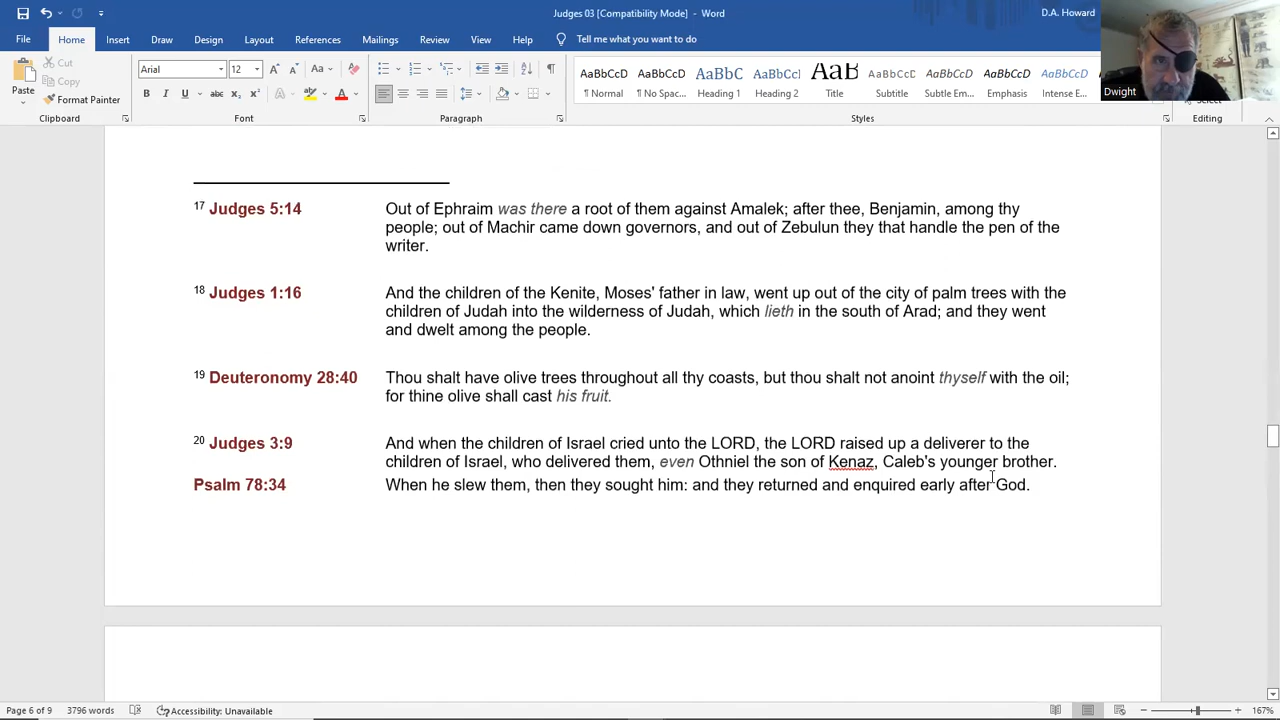 Judges 03 [Compatibility Mode] - Word
D.A. Howard
File Home Insert Draw Design Layout References Mailings Review View Help Tell me what you want to do
Paste
Cut
Copy
Format Painter
Arial 12
AaBbCcD AaBbCcD AaBbC AaBbCcl AaB AaBbCcD AaBbCcD AaBbCcD AaBbCcD
¶ Normal ¶ No Spac... Heading 1 Heading 2 Title Subtitle Subtle Em... Emphasis Intense E...
Dwight
Clipboard Font Paragraph Styles Editing
17 Judges 5:14 Out of Ephraim was there a root of them against Amalek; after thee, Benjamin, among thy
people; out of Machir came down governors, and out of Zebulun they that handle the pen of the
writer.
18 Judges 1:16 And the children of the Kenite, Moses' father in law, went up out of the city of palm trees with the
children of Judah into the wilderness of Judah, which lieth in the south of Arad; and they went
and dwelt among the people.
19 Deuteronomy 28:40 Thou shalt have olive trees throughout all thy coasts, but thou shalt not anoint thyself with the oil;
for thine olive shall cast his fruit.
20 Judges 3:9 And when the children of Israel cried unto the LORD, the LORD raised up a deliverer to the
children of Israel, who delivered them, even Othniel the son of Kenaz, Caleb's younger brother.
Psalm 78:34 When he slew them, then they sought him: and they returned and enquired early after God.
Page 6 of 9 3796 words Accessibility: Unavailable 167%